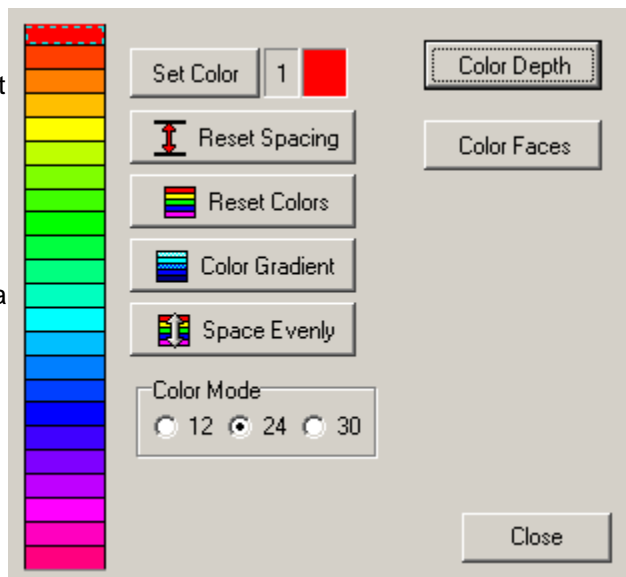 t
a
Set Color 1
Color Depth
Reset Spacing
Color Faces
Reset Colors
Color Gradient
Space Evenly
Color Mode
12 24 30
Close